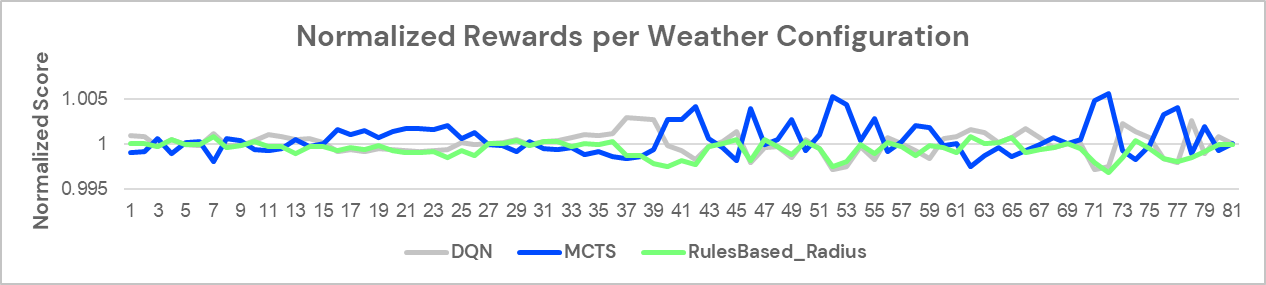 Normalized Rewards per Weather Configuration
Normalized Score
1.005
1
0.995
1 3 5 7 9 11 13 15 17 19 21 23 25 27 29 31 33 35 37 39 41 43 45 47 49 51 53 55 57 59 61 63 65 67 69 71 73 75 77 79 81
DQN MCTS RulesBased_Radius